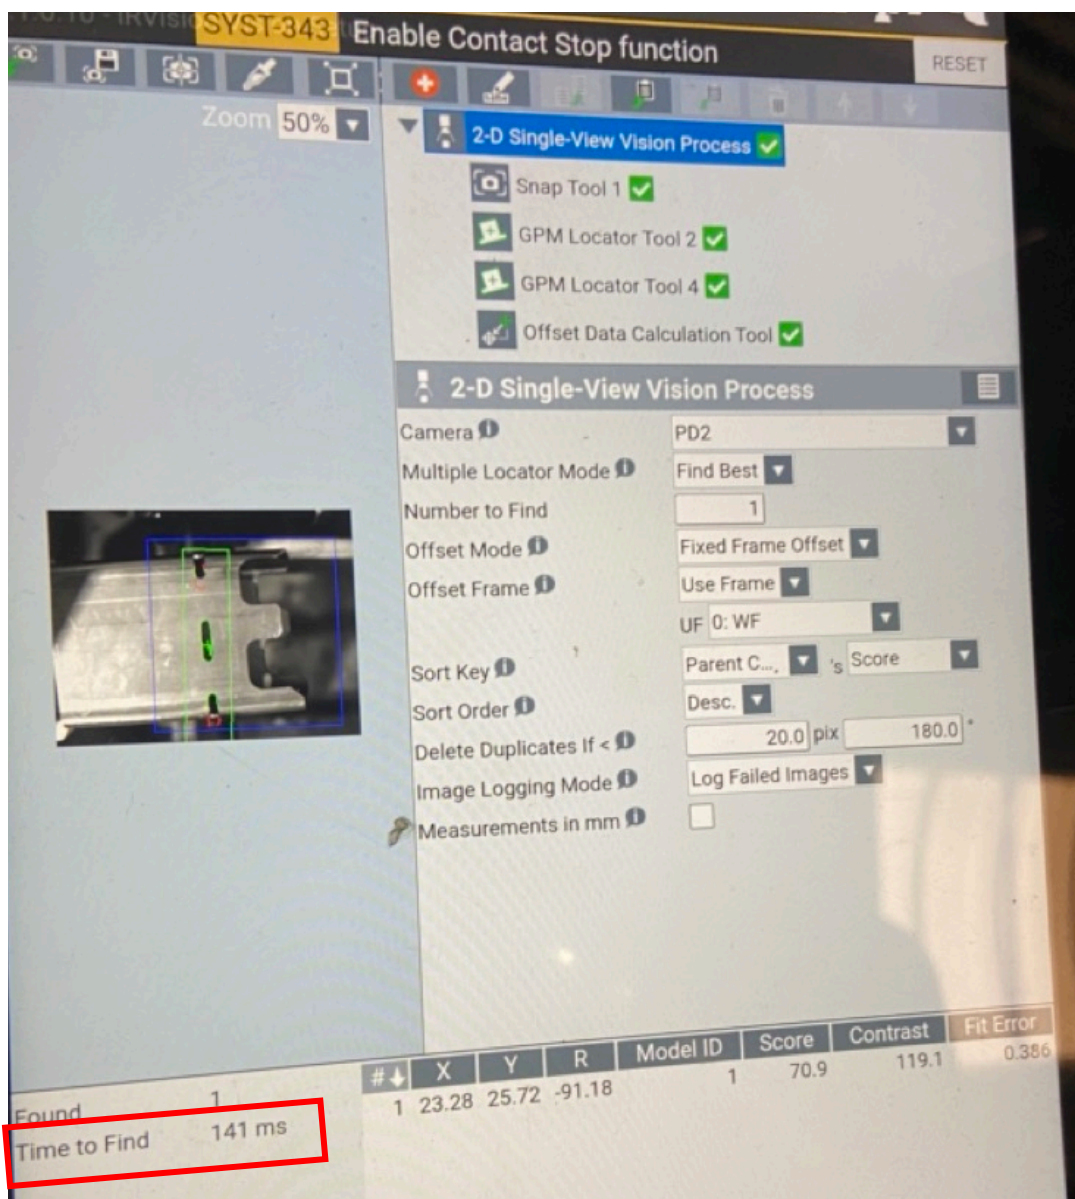 SYST-343 Enable Contact Stop function
RESET
Zoom 50%
2-D Single-View Vision Process
Snap Tool 1
GPM Locator Tool 2
GPM Locator Tool 4
Offset Data Calculation Tool
2-D Single-View Vision Process
Camera PD2
Multiple Locator Mode Find Best
Number to Find 1
Offset Mode Fixed Frame Offset
Offset Frame Use Frame
UF 0: WF
Sort Key Parent C..., 's Score
Sort Order Desc.
Delete Duplicates If < 20.0 pix 180.0 °
Image Logging Mode Log Failed Images
Measurements in mm
# X Y R Model ID Score Contrast Fit Error
1 23.28 25.72 -91.18 1 70.9 119.1 0.386
Found 1
Time to Find 141 ms